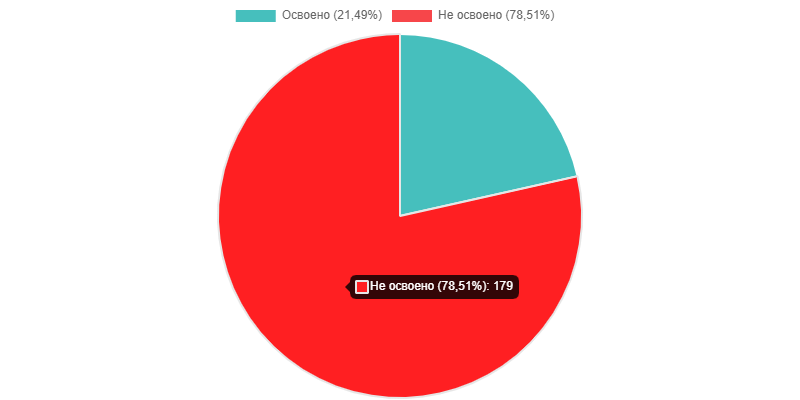 Освоено (21,49%) Не освоено (78,51%)
Не освоено (78,51%): 179